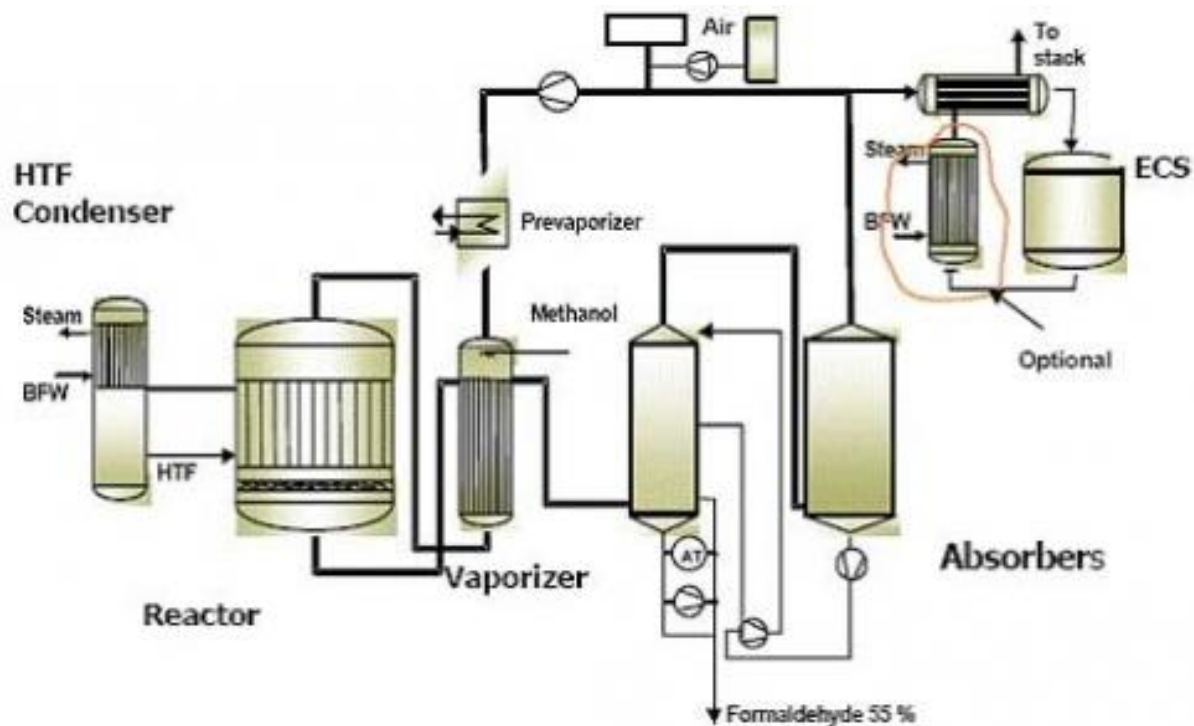 Air
To
stack
Steam
ECS
BFW
HTF
Condenser
Prevaporizer
Methanol
Optional
Steam
BFW
HTF
AT
Vaporizer
Absorbers
Reactor
Formaldehyde 55 %